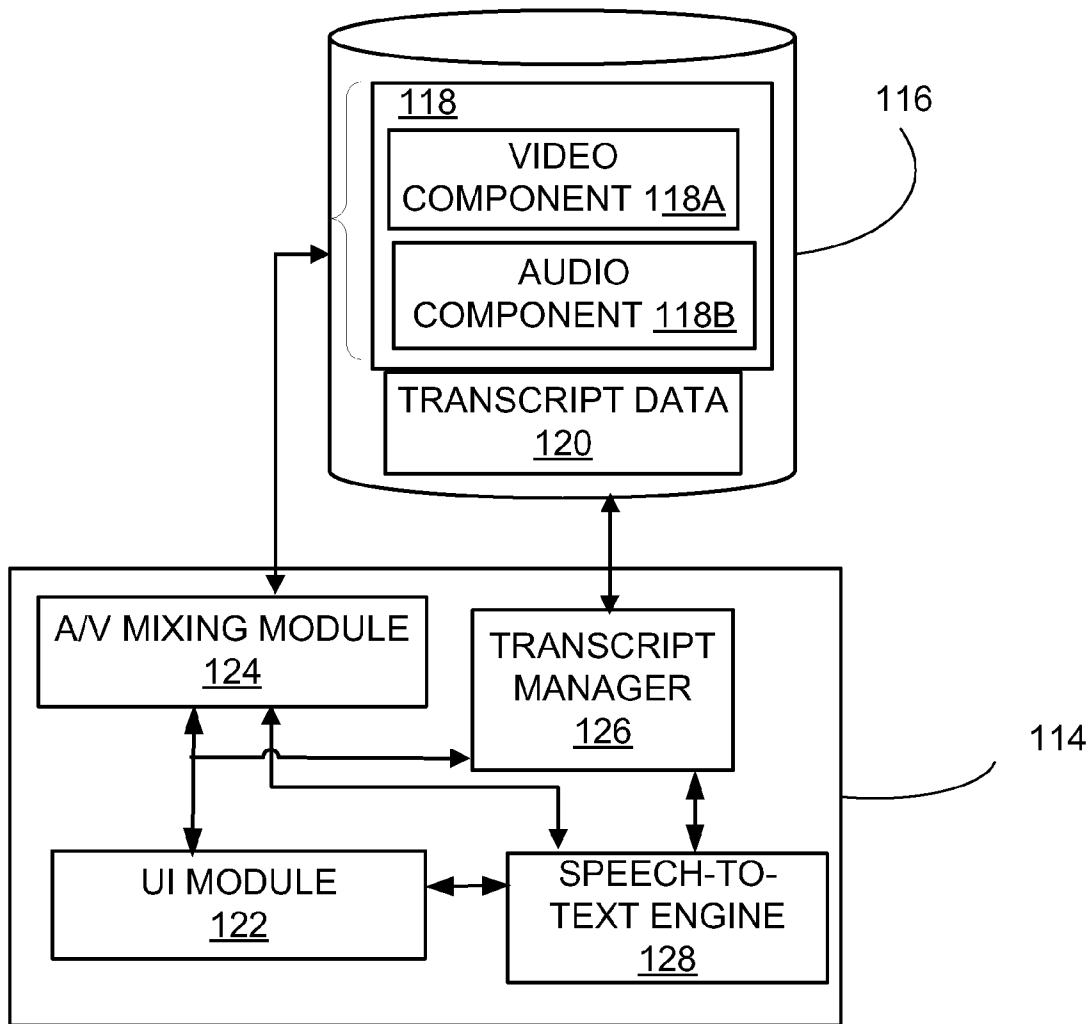 118
116
VIDEO
COMPONENT 118A
AUDIO
COMPONENT 118B
TRANSCRIPT DATA
120
A/V MIXING MODULE
124
TRANSCRIPT
MANAGER
126
114
UI MODULE
122
SPEECH-TO-
TEXT ENGINE
128